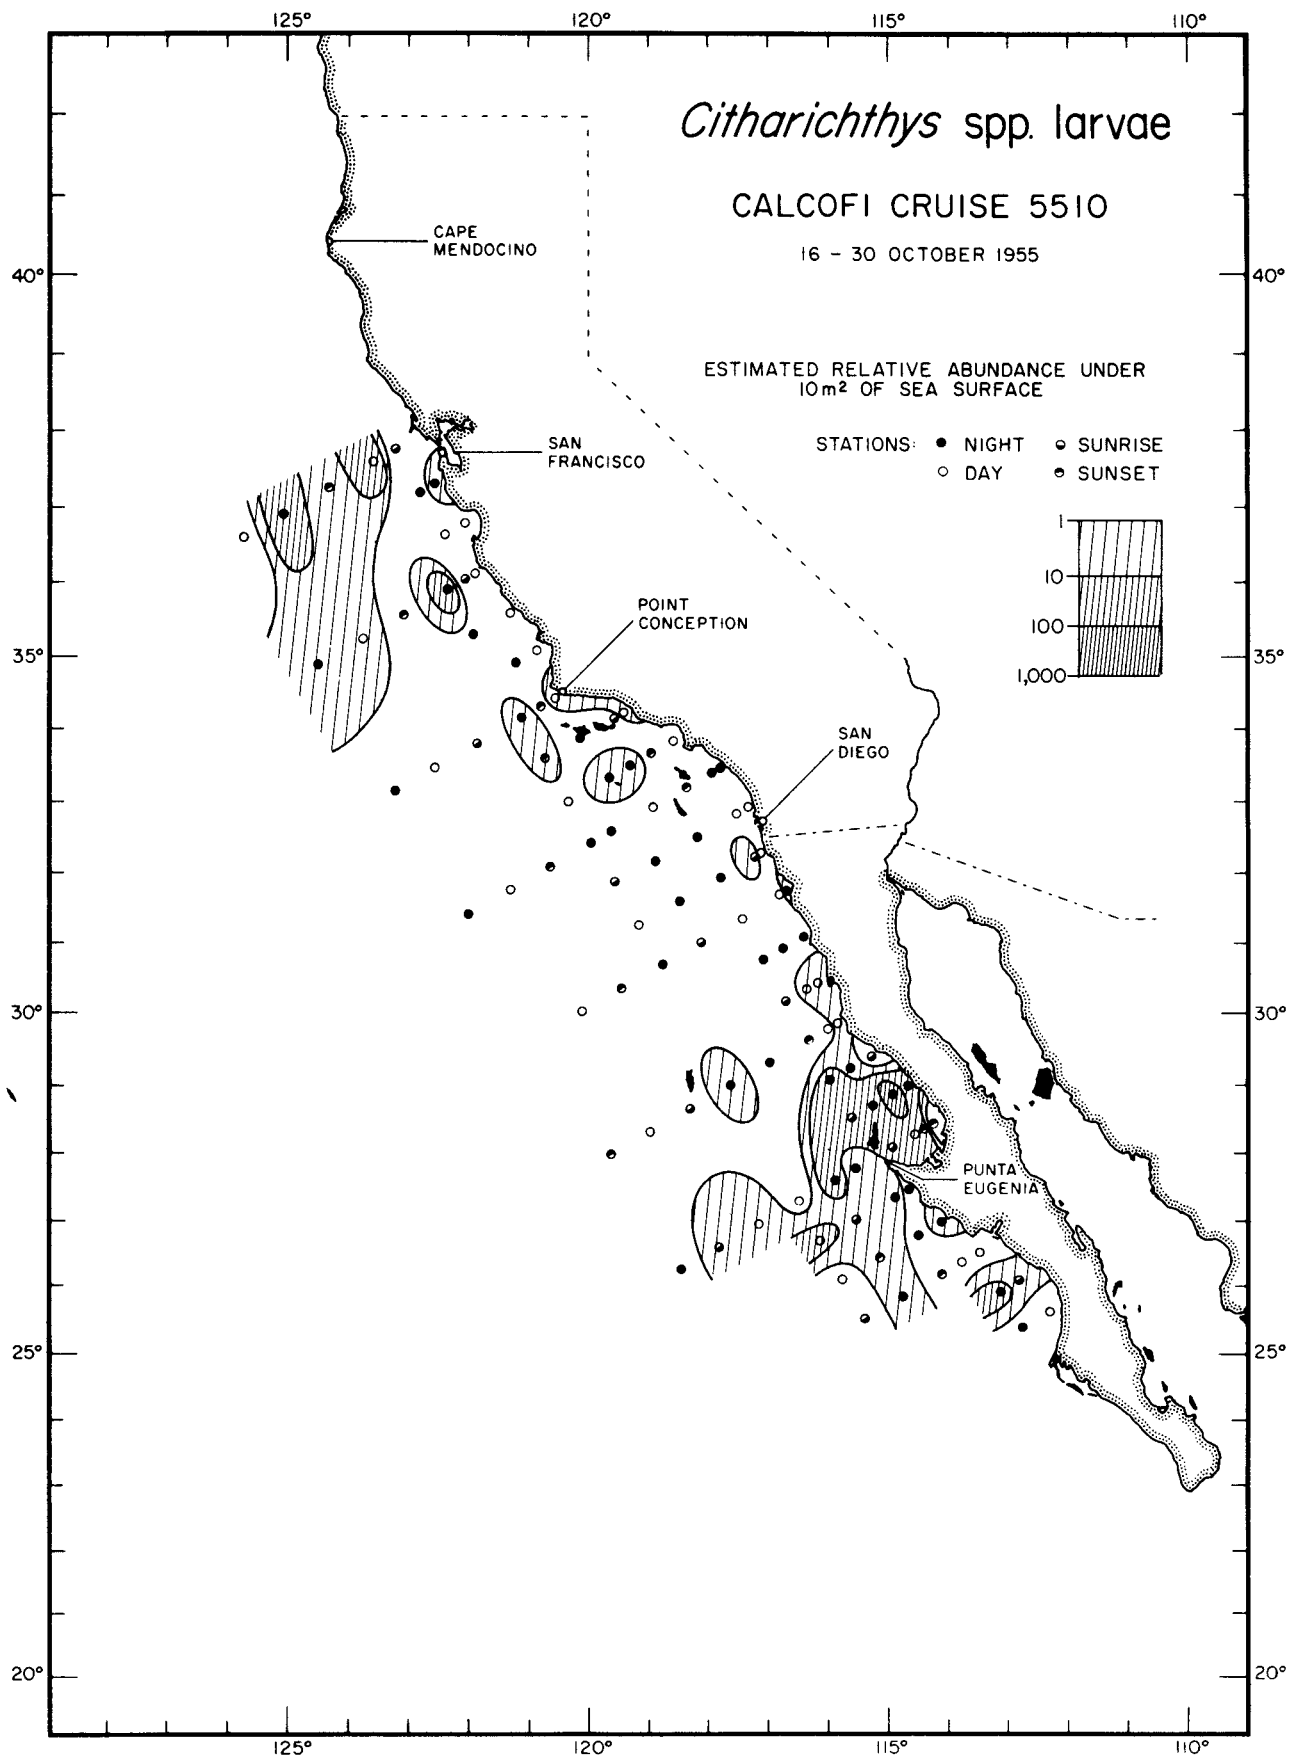 125° 120° 115° 110°
Citharichthys spp. larvae
CALCOFI CRUISE 5510
16 - 30 OCTOBER 1955
CAPE
MENDOCINO
40° 40°
ESTIMATED RELATIVE ABUNDANCE UNDER
10m² OF SEA SURFACE
STATIONS: NIGHT SUNRISE
DAY SUNSET
SAN
FRANCISCO
1
10
100
1,000
POINT
CONCEPTION
35° 35°
SAN
DIEGO
30° 30°
PUNTA
EUGENIA
25° 25°
20° 20°
125° 120° 115° 110°